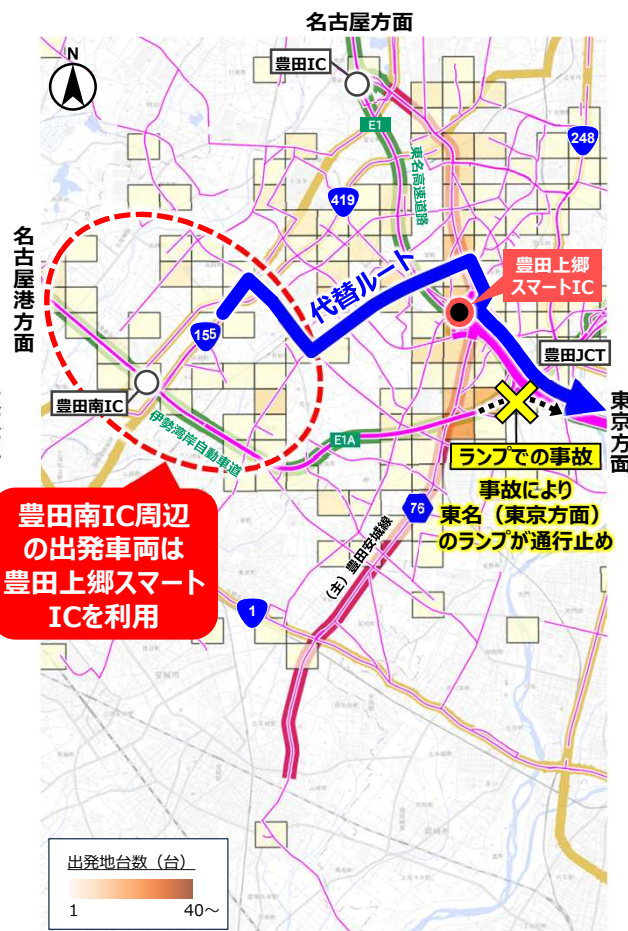 名古屋方面
N
豊田IC
E1
248
東名高速道路
419
名古屋港方面
代替ルート
豊田上郷
スマートIC
155
豊田JCT
豊田南IC
伊勢湾岸自動車道
E1A
東京方面
ランプでの事故
事故により
東名（東京方面）
のランプが通行止め
76
（主）豊田安城線
豊田南IC周辺
の出発車両は
豊田上郷スマート
ICを利用
1
安城市
岡崎市
出発地台数（台）
1
40～